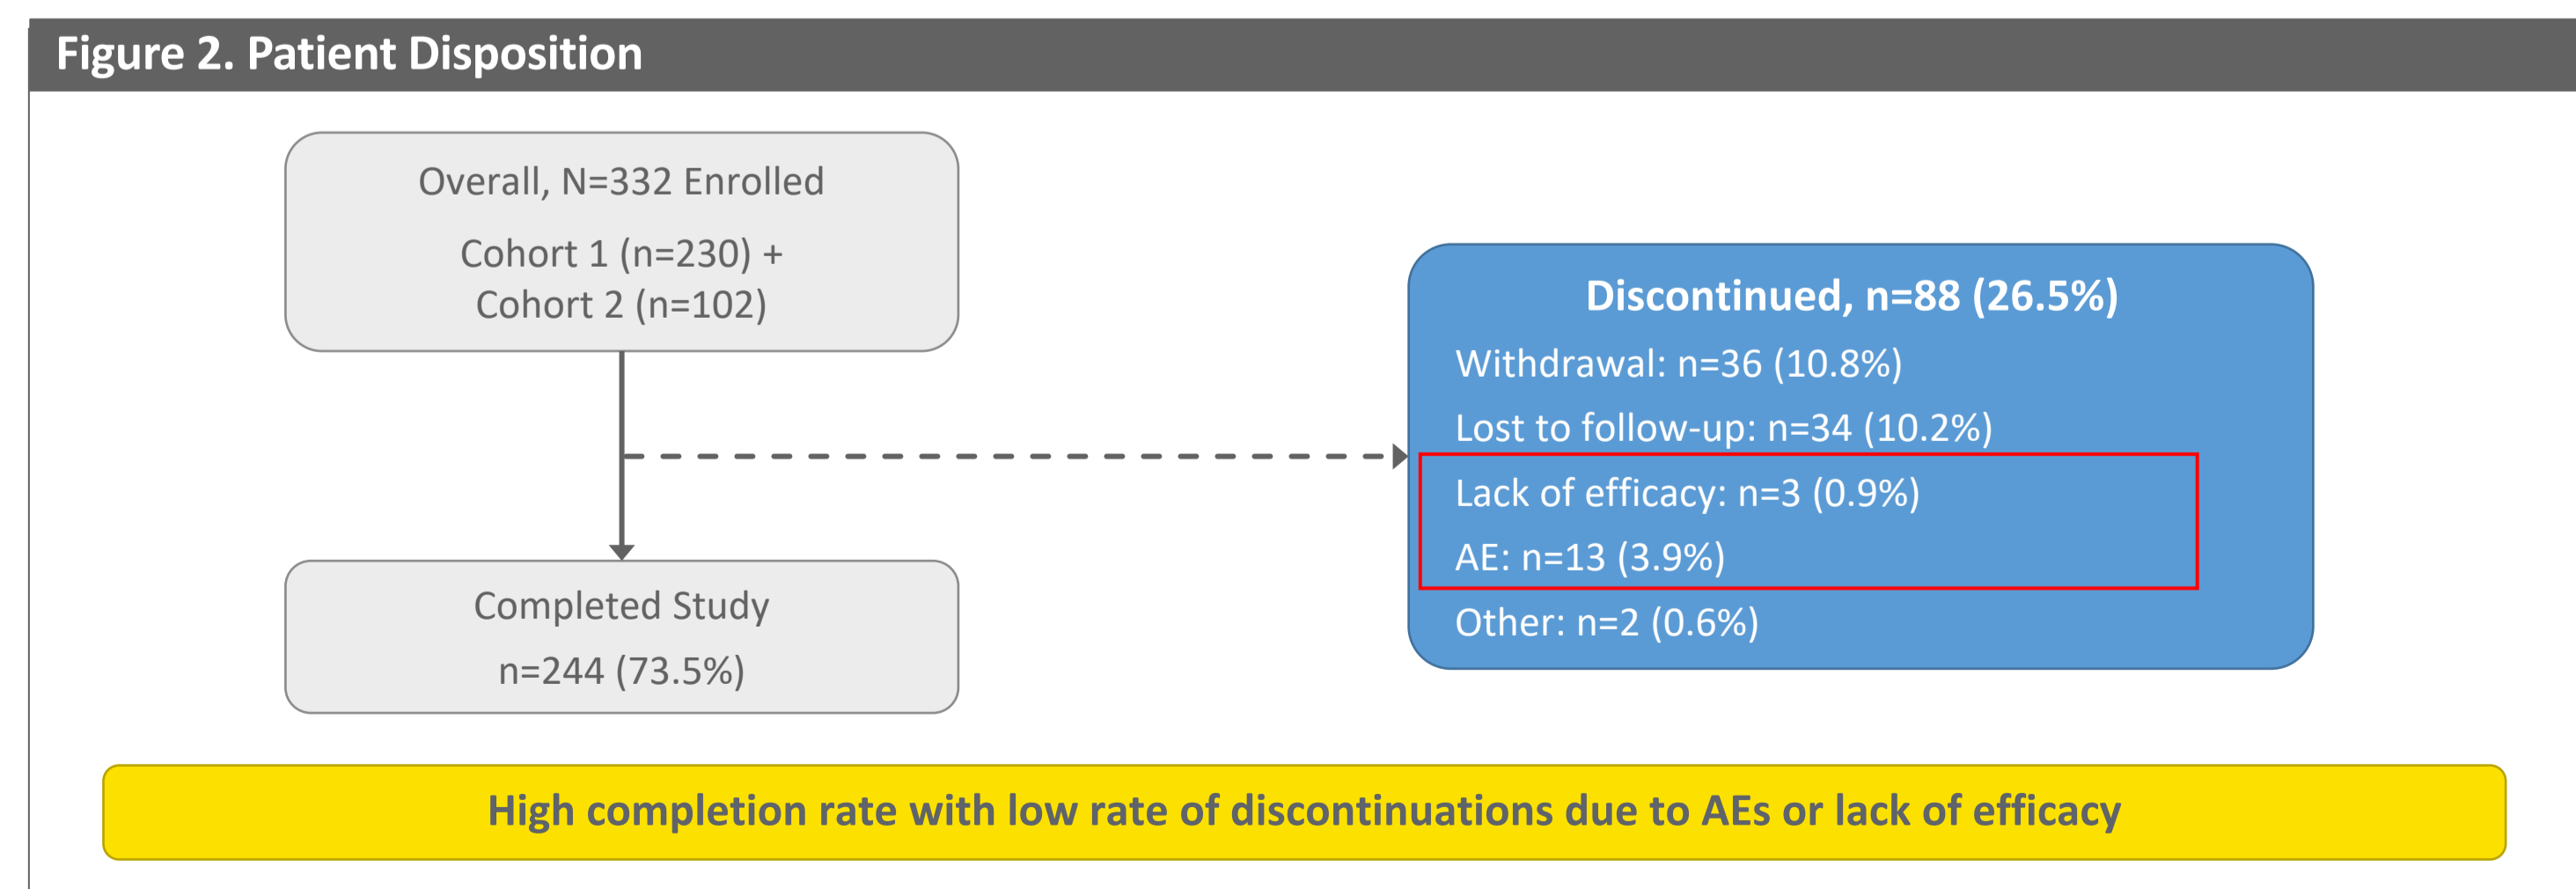 Figure 2. Patient Disposition
Overall, N=332 Enrolled
Cohort 1 (n=230) +
Cohort 2 (n=102)
Discontinued, n=88 (26.5%)
Withdrawal: n=36 (10.8%)
Lost to follow-up: n=34 (10.2%)
Lack of efficacy: n=3 (0.9%)
AE: n=13 (3.9%)
Other: n=2 (0.6%)
Completed Study
n=244 (73.5%)
High completion rate with low rate of discontinuations due to AEs or lack of efficacy